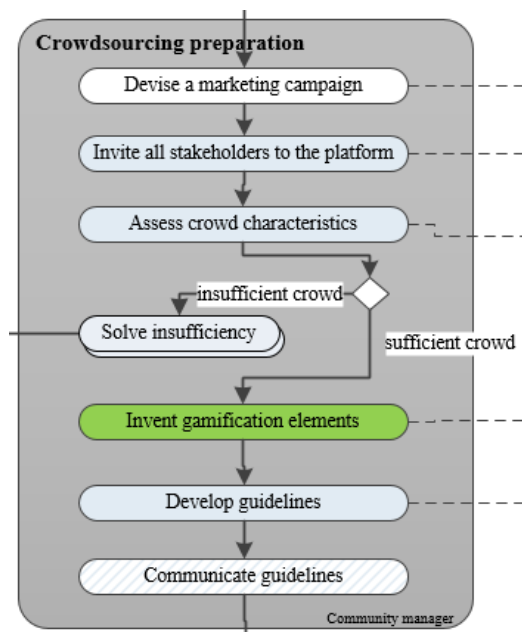 Crowdsourcing preparation
Devise a marketing campaign
Invite all stakeholders to the platform
Assess crowd characteristics
insufficient crowd
Solve insufficiency
sufficient crowd
Invent gamification elements
Develop guidelines
Communicate guidelines
Community manager